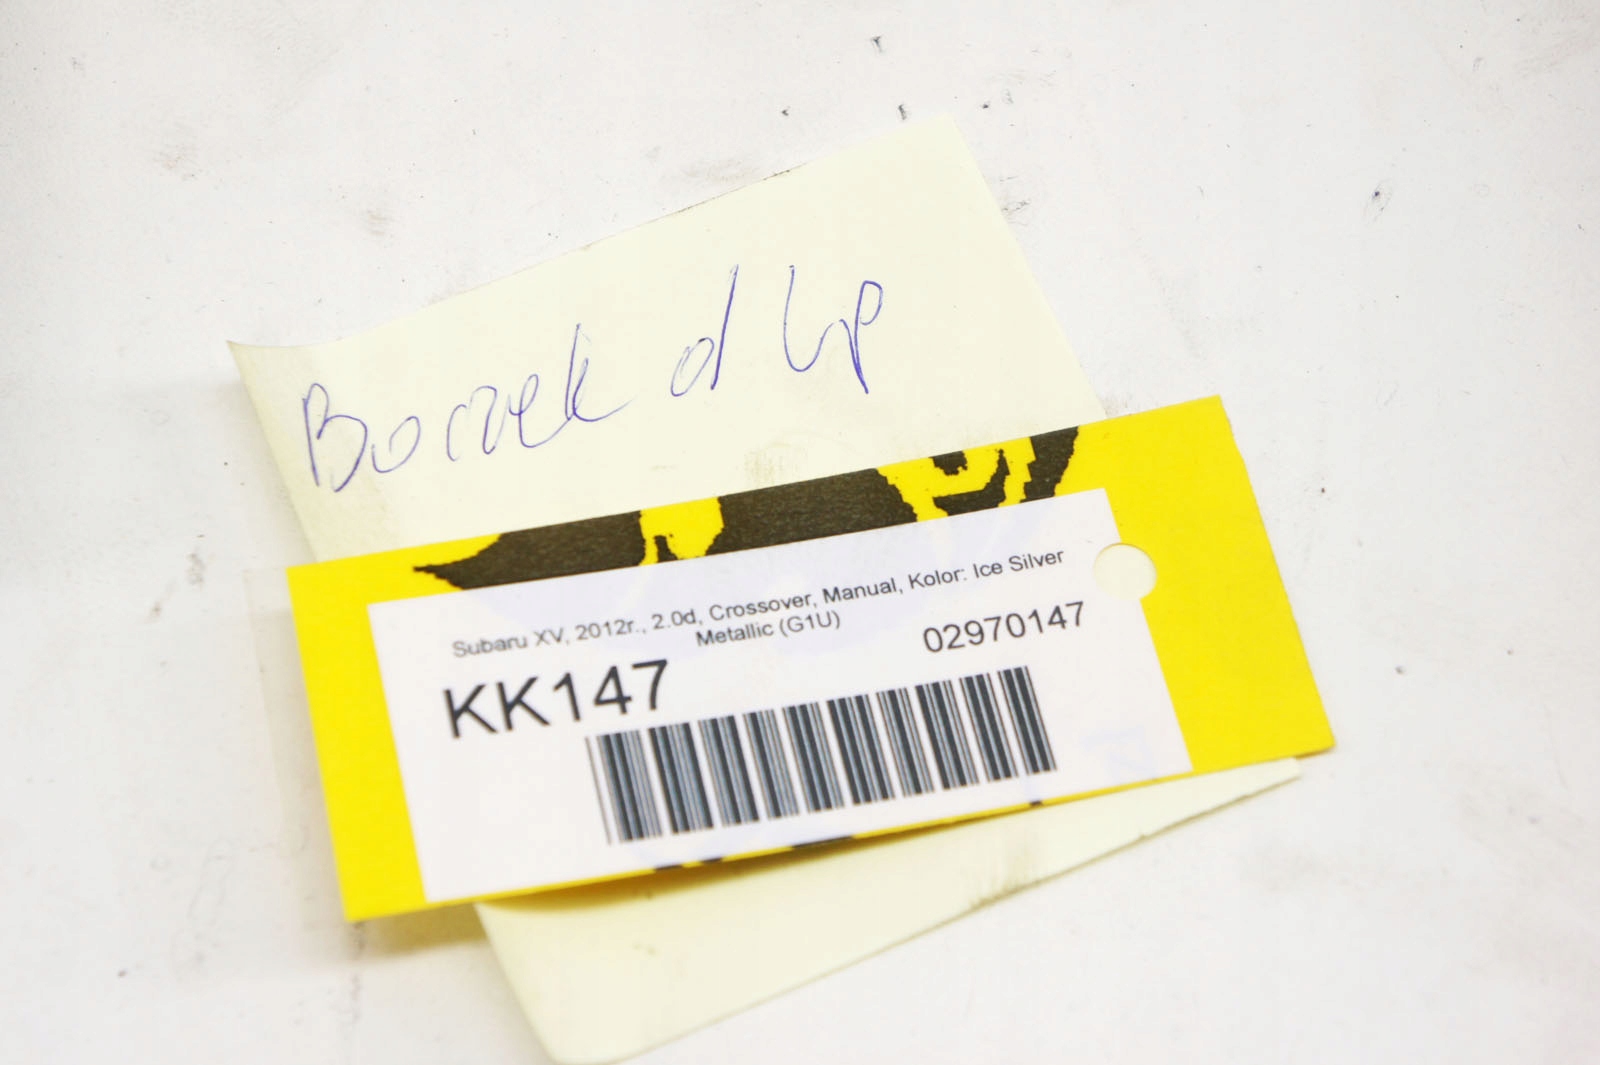 Boczek d lp
Subaru XV, 2012r., 2.0d, Crossover, Manual, Kolor: Ice Silver
Metallic (G1U)
KK147
02970147